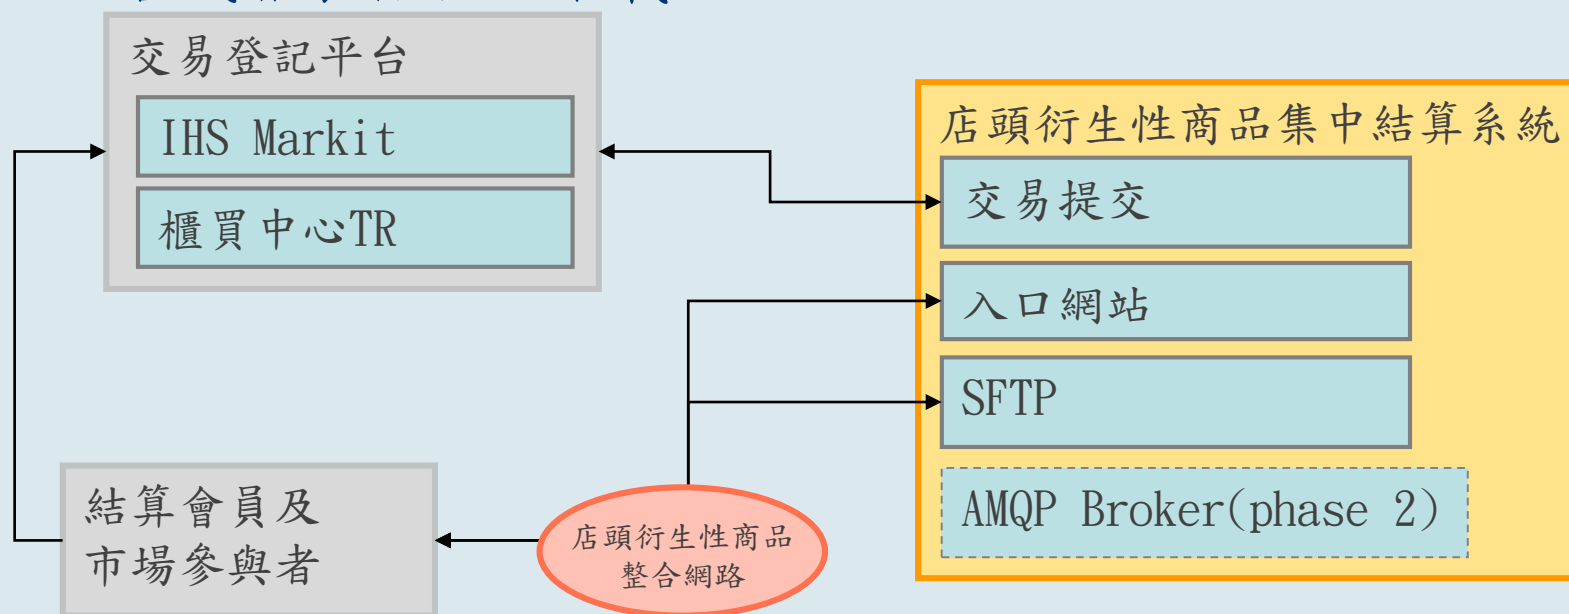 交易登記平台
IHS Markit
櫃買中心TR
店頭衍生性商品集中結算系統
交易提交
入口網站
SFTP
AMQP Broker(phase 2)
結算會員及
市場參與者
店頭衍生性商品
整合網路